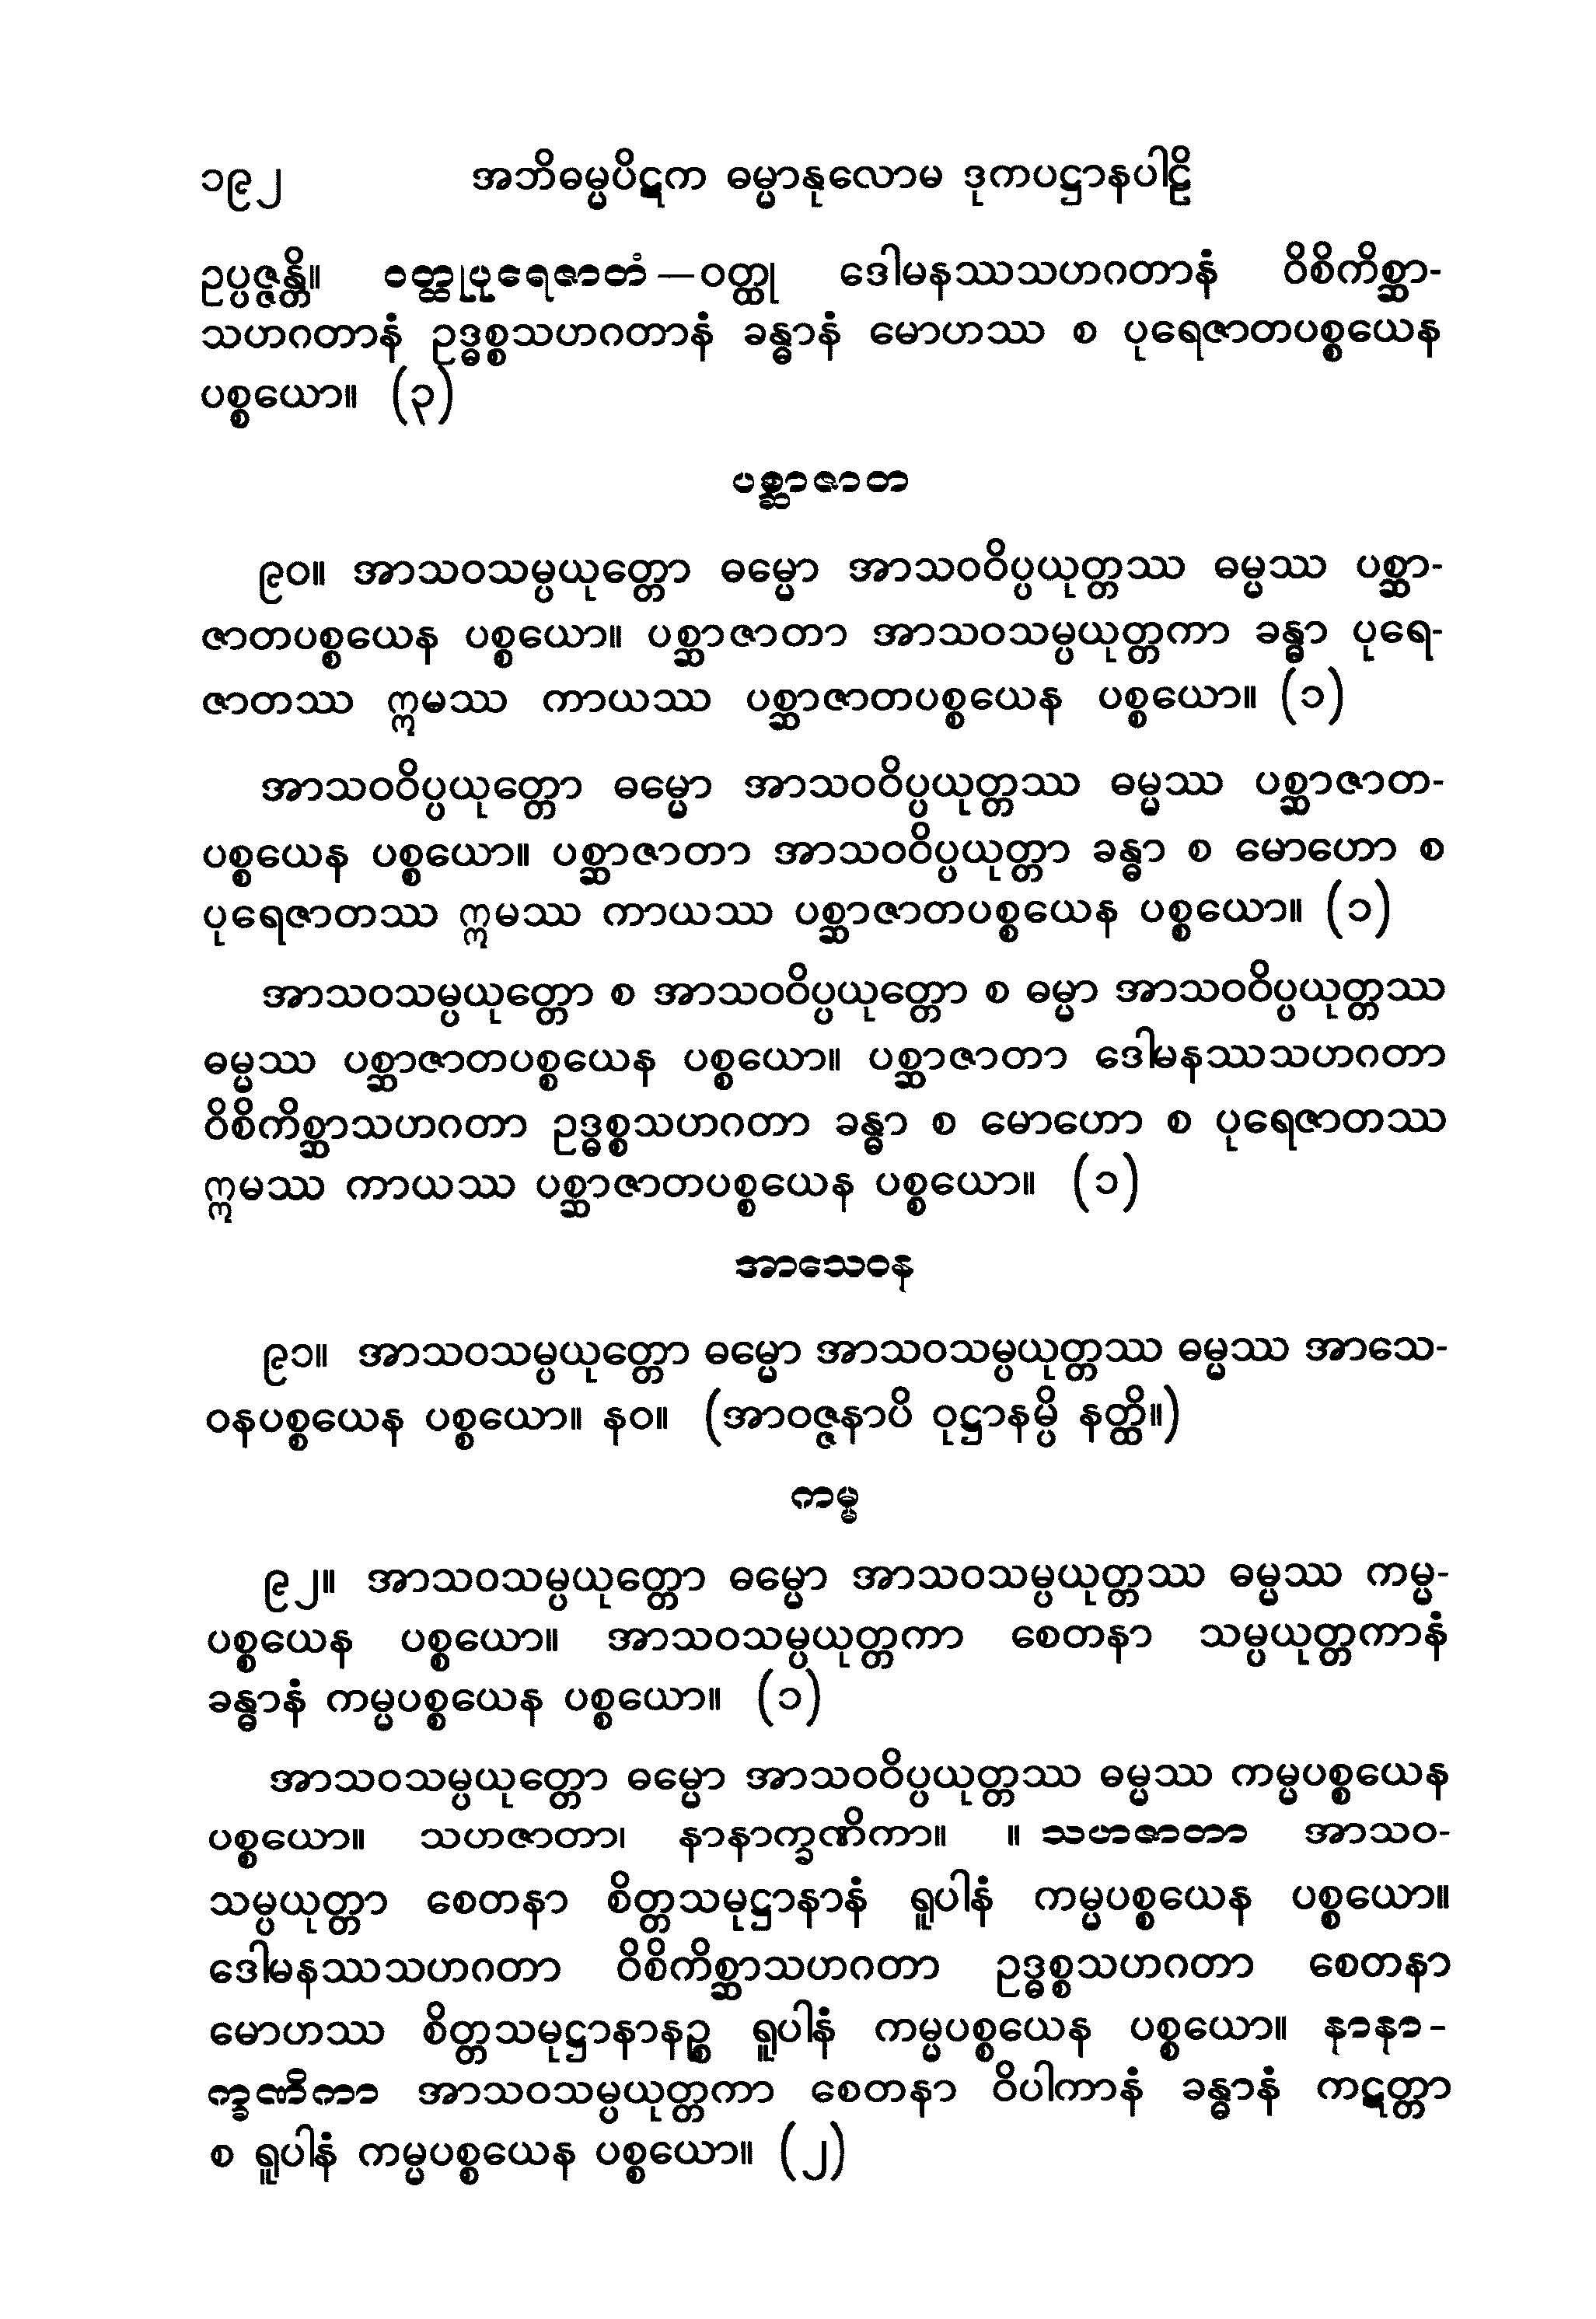 ၁၉၂ အဘိဓမ္မပိဋက ဓမ္မာနုလောမ ဒုကပဋ္ဌာနပါဠိ
ဥပ္ပဇ္ဇန္တိ။ ဝတ္ထုပုရေဇာတံ — ဝတ္ထု ဒေါမနဿသဟဂတာနံ ဝိစိကိစ္ဆာ-
သဟဂတာနံ ဥဒ္ဓစ္စသဟဂတာနံ ခန္ဓာနံ မောဟဿ စ ပုရေဇာတပစ္စယေန
ပစ္စယော။ (၃)
ပစ္ဆာဇာတ
၉၀။ အာသဝသမ္ပယုတ္တော ဓမ္မော အာသဝဝိပ္ပယုတ္တဿ ဓမ္မဿ ပစ္ဆာ-
ဇာတပစ္စယေန ပစ္စယော။ ပစ္ဆာဇာတာ အာသဝသမ္ပယုတ္တကာ ခန္ဓာ ပုရေ-
ဇာတဿ ဣမဿ ကာယဿ ပစ္ဆာဇာတပစ္စယေန ပစ္စယော။ (၁)
အာသဝဝိပ္ပယုတ္တော ဓမ္မော အာသဝဝိပ္ပယုတ္တဿ ဓမ္မဿ ပစ္ဆာဇာတ-
ပစ္စယေန ပစ္စယော။ ပစ္ဆာဇာတာ အာသဝဝိပ္ပယုတ္တာ ခန္ဓာ စ မောဟော စ
ပုရေဇာတဿ ဣမဿ ကာယဿ ပစ္ဆာဇာတပစ္စယေန ပစ္စယော။ (၁)
အာသဝသမ္ပယုတ္တော စ အာသဝဝိပ္ပယုတ္တော စ ဓမ္မာ အာသဝဝိပ္ပယုတ္တဿ
ဓမ္မဿ ပစ္ဆာဇာတပစ္စယေန ပစ္စယော။ ပစ္ဆာဇာတာ ဒေါမနဿသဟဂတာ
ဝိစိကိစ္ဆာသဟဂတာ ဥဒ္ဓစ္စသဟဂတာ ခန္ဓာ စ မောဟော စ ပုရေဇာတဿ
ဣမဿ ကာယဿ ပစ္ဆာဇာတပစ္စယေန ပစ္စယော။ (၁)
အာသေဝန
၉၁။ အာသဝသမ္ပယုတ္တော ဓမ္မော အာသဝသမ္ပယုတ္တဿ ဓမ္မဿ အာသေ-
ဝနပစ္စယေန ပစ္စယော။ နဝ။ (အာဝဇ္ဇနာပိ ဝုဋ္ဌာနမ္ပိ နတ္ထိ။)
ကမ္မ
၉၂။ အာသဝသမ္ပယုတ္တော ဓမ္မော အာသဝသမ္ပယုတ္တဿ ဓမ္မဿ ကမ္မ-
ပစ္စယေန ပစ္စယော။ အာသဝသမ္ပယုတ္တကာ စေတနာ သမ္ပယုတ္တကာနံ
ခန္ဓာနံ ကမ္မပစ္စယေန ပစ္စယော။ (၁)
အာသဝသမ္ပယုတ္တော ဓမ္မော အာသဝဝိပ္ပယုတ္တဿ ဓမ္မဿ ကမ္မပစ္စယေန
ပစ္စယော။ သဟဇာတာ၊ နာနာက္ခဏိကာ။ ။ သဟဇာတာ အာသဝ-
သမ္ပယုတ္တာ စေတနာ စိတ္တသမုဋ္ဌာနာနံ ရူပါနံ ကမ္မပစ္စယေန ပစ္စယော။
ဒေါမနဿသဟဂတာ ဝိစိကိစ္ဆာသဟဂတာ ဥဒ္ဓစ္စသဟဂတာ စေတနာ
မောဟဿ စိတ္တသမုဋ္ဌာနာနဉ္စ ရူပါနံ ကမ္မပစ္စယေန ပစ္စယော။ နာနာ-
က္ခဏိကာ အာသဝသမ္ပယုတ္တကာ စေတနာ ဝိပါကာနံ ခန္ဓာနံ ကဋတ္တာ
စ ရူပါနံ ကမ္မပစ္စယေန ပစ္စယော။ (၂)